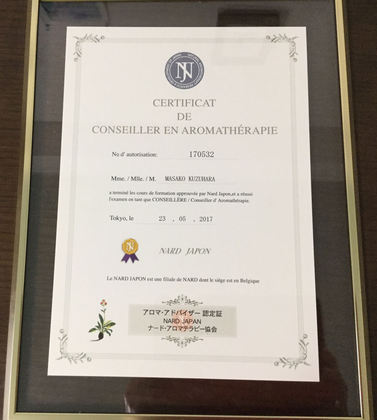 CERTIFICAT
DE
CONSEILLER EN AROMATHÉRAPIE
No d' autorisation: 170532
Mme. / Mlle. / M. MASAKO KUZUHARA
a terminé les cours de formation approuvés par Nard Japon,et a réussi
l'examen en tant que CONSEILLÈRE / Conseiller d' Aromathérapie.
Tokyo, le 23 . 05 . 2017
NARD JAPON
Le NARD JAPON est une filiale de NARD dont le siège est en Belgique
アロマ・アドバイザー 認定証
NARD JAPAN
ナード・アロマテラピー協会